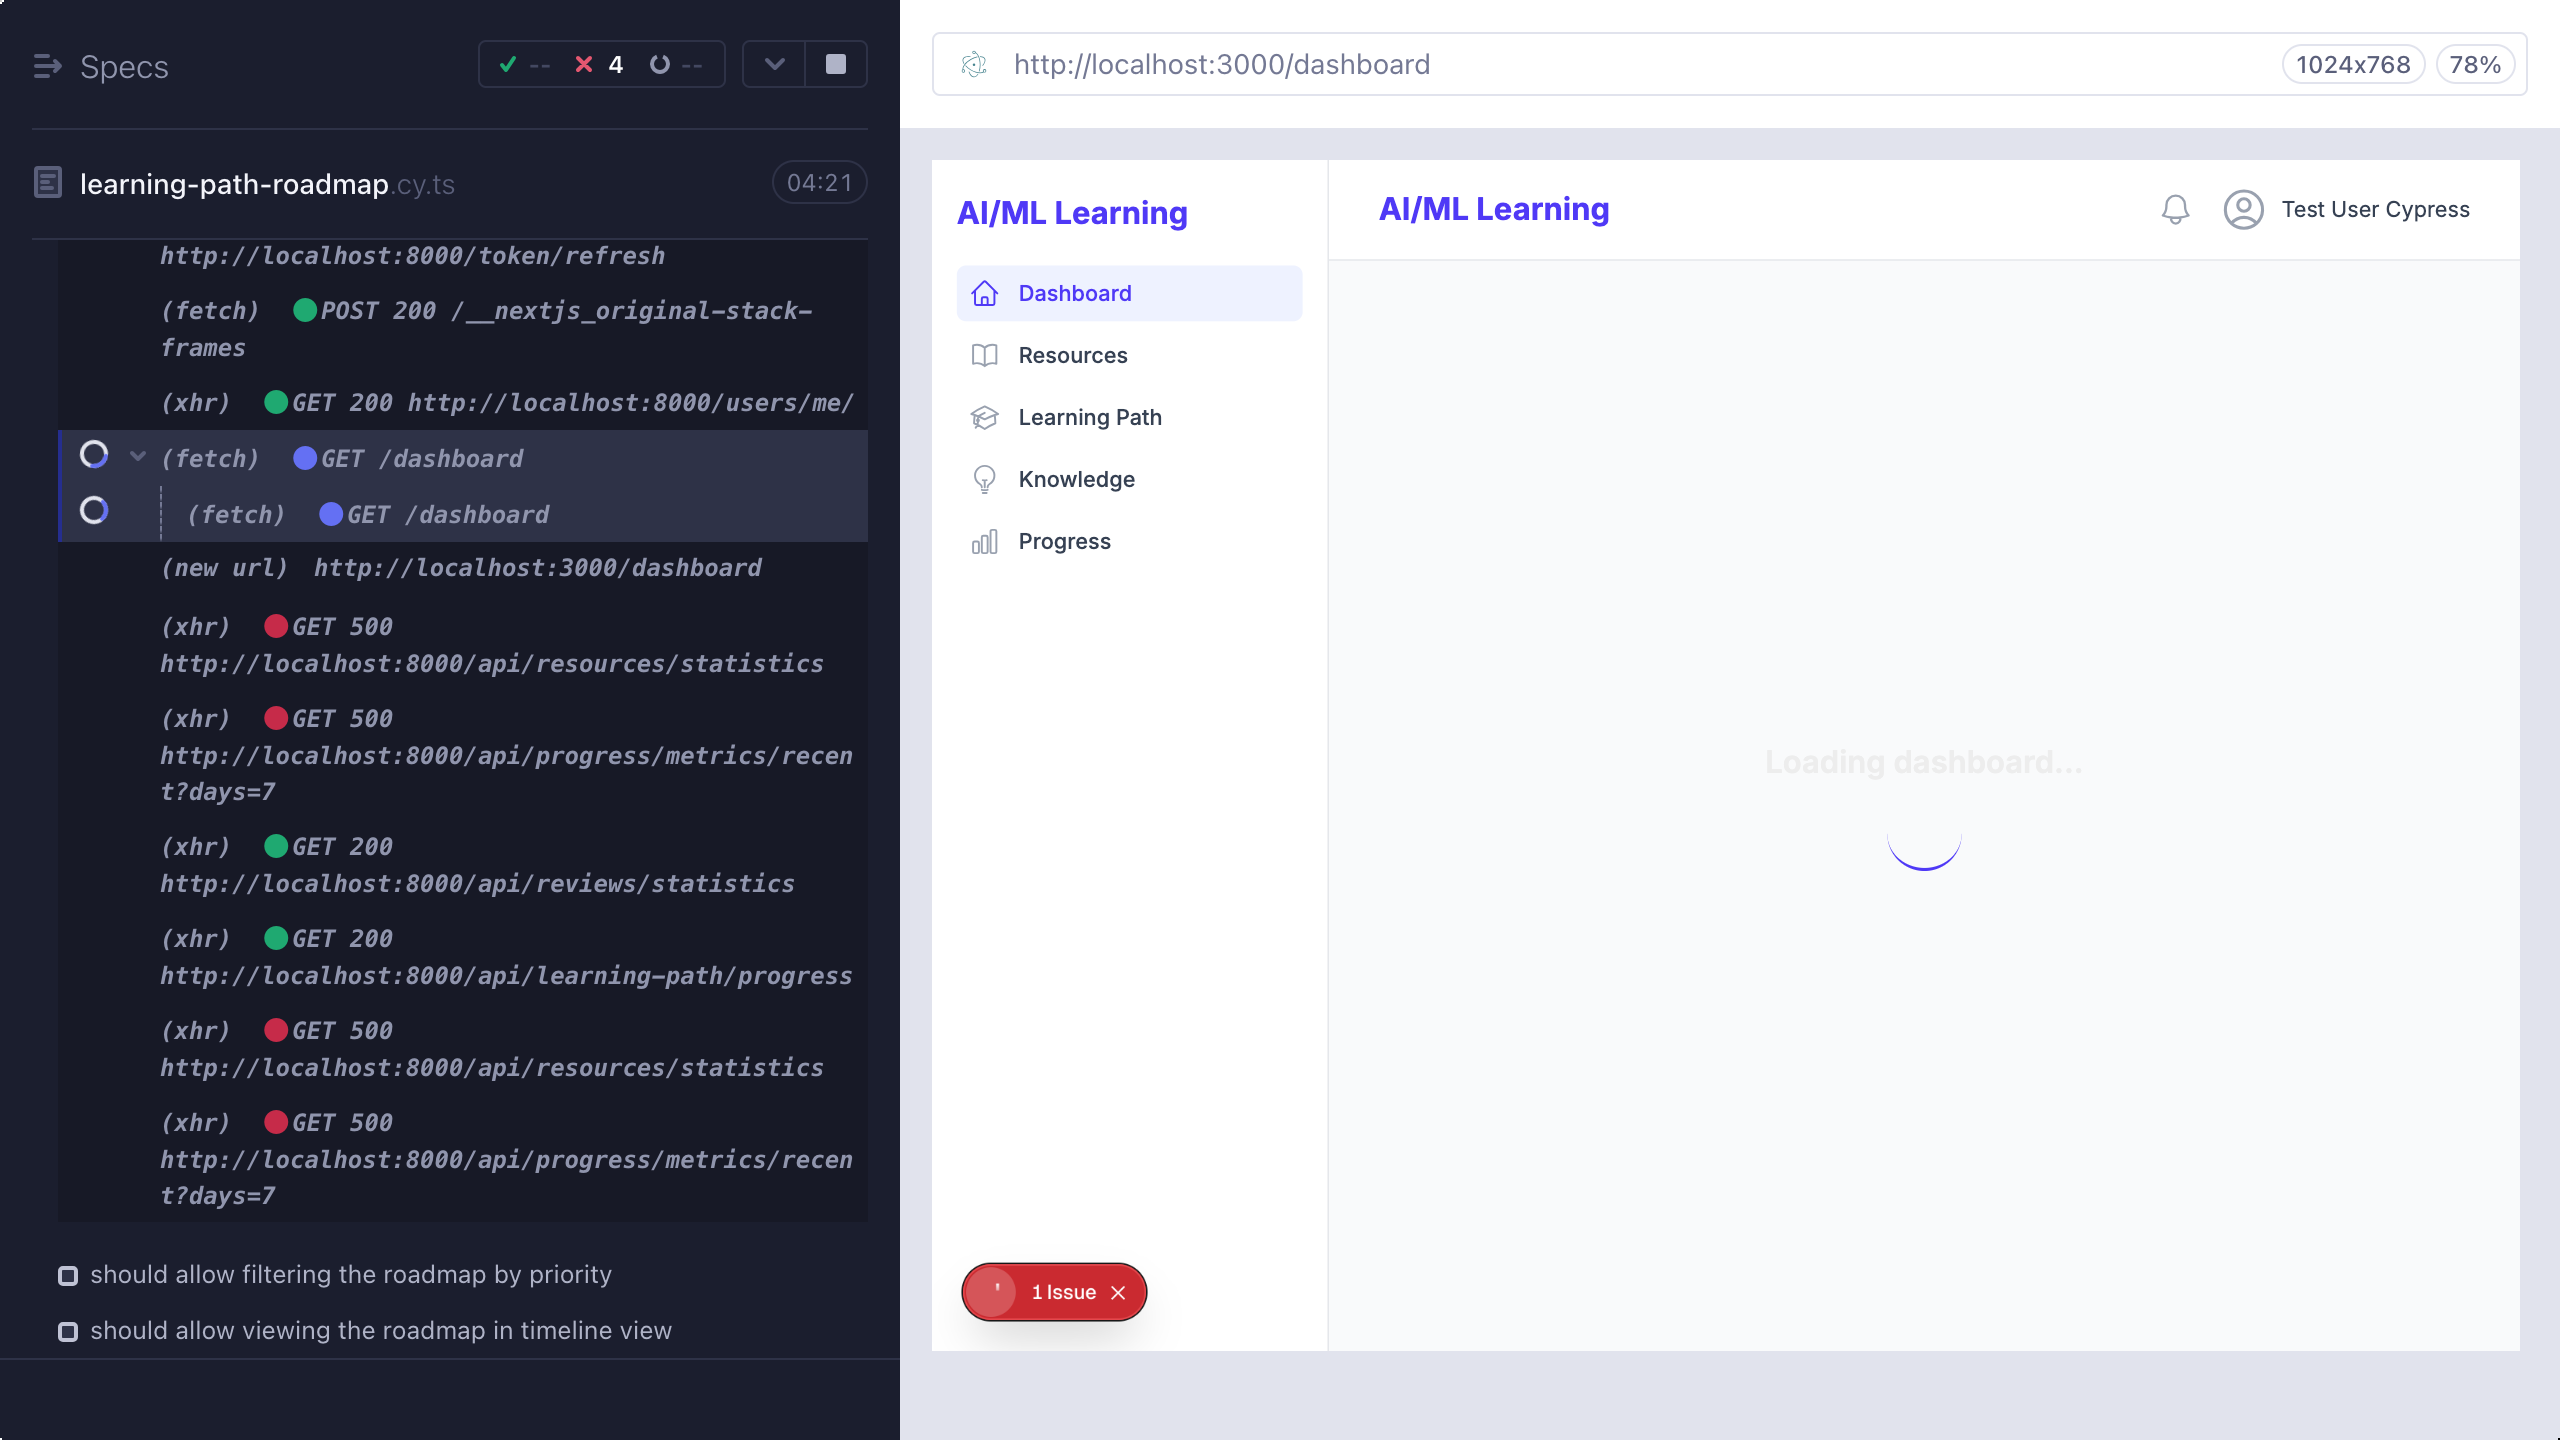 Specs
-- 4 --
learning-path-roadmap.cy.ts
04:21
http://localhost:8000/token/refresh
(fetch) POST 200 /__nextjs_original-stack-
frames
(xhr) GET 200 http://localhost:8000/users/me/
(fetch) GET /dashboard
(fetch) GET /dashboard
(new url) http://localhost:3000/dashboard
(xhr) GET 500
http://localhost:8000/api/resources/statistics
(xhr) GET 500
http://localhost:8000/api/progress/metrics/recen
t?days=7
(xhr) GET 200
http://localhost:8000/api/reviews/statistics
(xhr) GET 200
http://localhost:8000/api/learning-path/progress
(xhr) GET 500
http://localhost:8000/api/resources/statistics
(xhr) GET 500
http://localhost:8000/api/progress/metrics/recen
t?days=7
should allow filtering the roadmap by priority
should allow viewing the roadmap in timeline view
http://localhost:3000/dashboard
1024x768
78%
AI/ML Learning
Dashboard
Resources
Learning Path
Knowledge
Progress
1 Issue
AI/ML Learning
Test User Cypress
Loading dashboard...